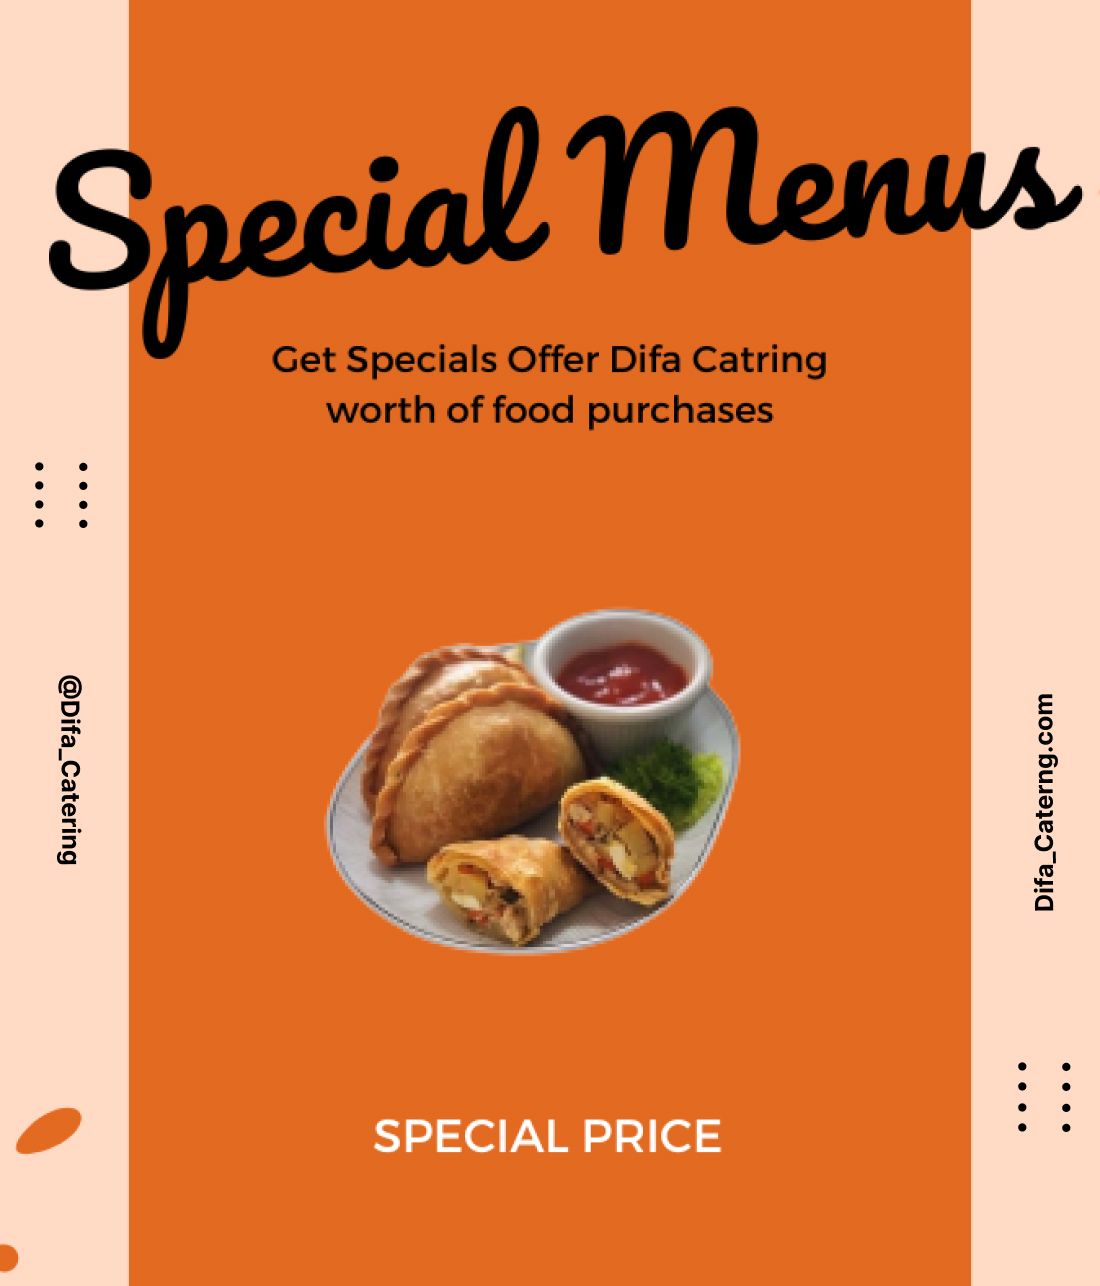 Special Menus
Get Specials Offer Difa Catring
worth of food purchases
@Difa_Catering
Difa_Caterng.com
SPECIAL PRICE